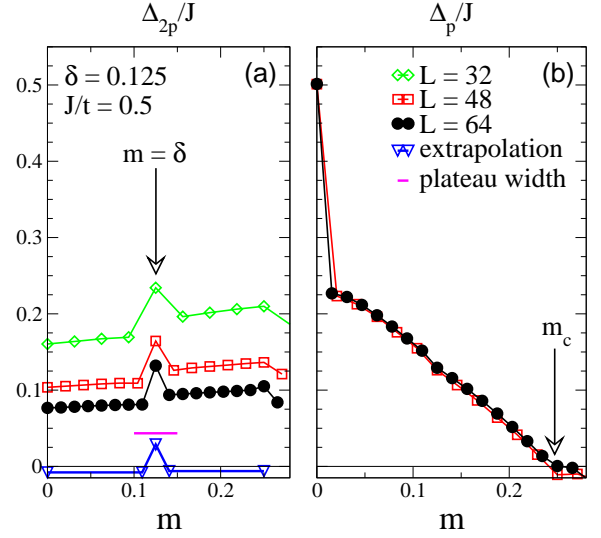 Δ2p/J
Δp/J
(a)
δ = 0.125
J/t = 0.5
m = δ
(b)
L = 32
L = 48
L = 64
extrapolation
plateau width
mc
0.5
0.4
0.3
0.2
0.1
0
0
0.1
0.2
0
0.1
0.2
m
m